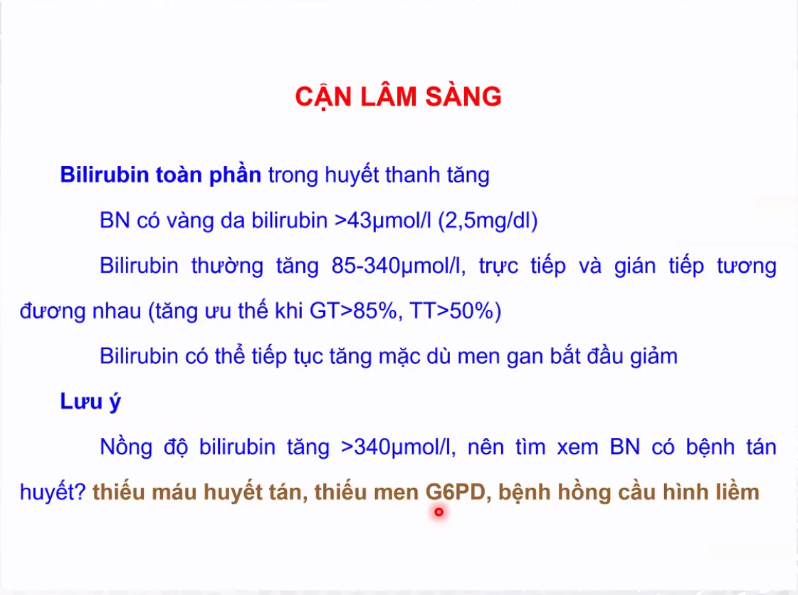 CẬN LÂM SÀNG
Bilirubin toàn phần trong huyết thanh tăng
BN có vàng da bilirubin >43µmol/l (2,5mg/dl)
Bilirubin thường tăng 85-340µmol/l, trực tiếp và gián tiếp tương
đương nhau (tăng ưu thế khi GT>85%, TT>50%)
Bilirubin có thể tiếp tục tăng mặc dù men gan bắt đầu giảm
Lưu ý
Nồng độ bilirubin tăng >340µmol/l, nên tìm xem BN có bệnh tán
huyết? thiếu máu huyết tán, thiếu men G6PD, bệnh hồng cầu hình liềm